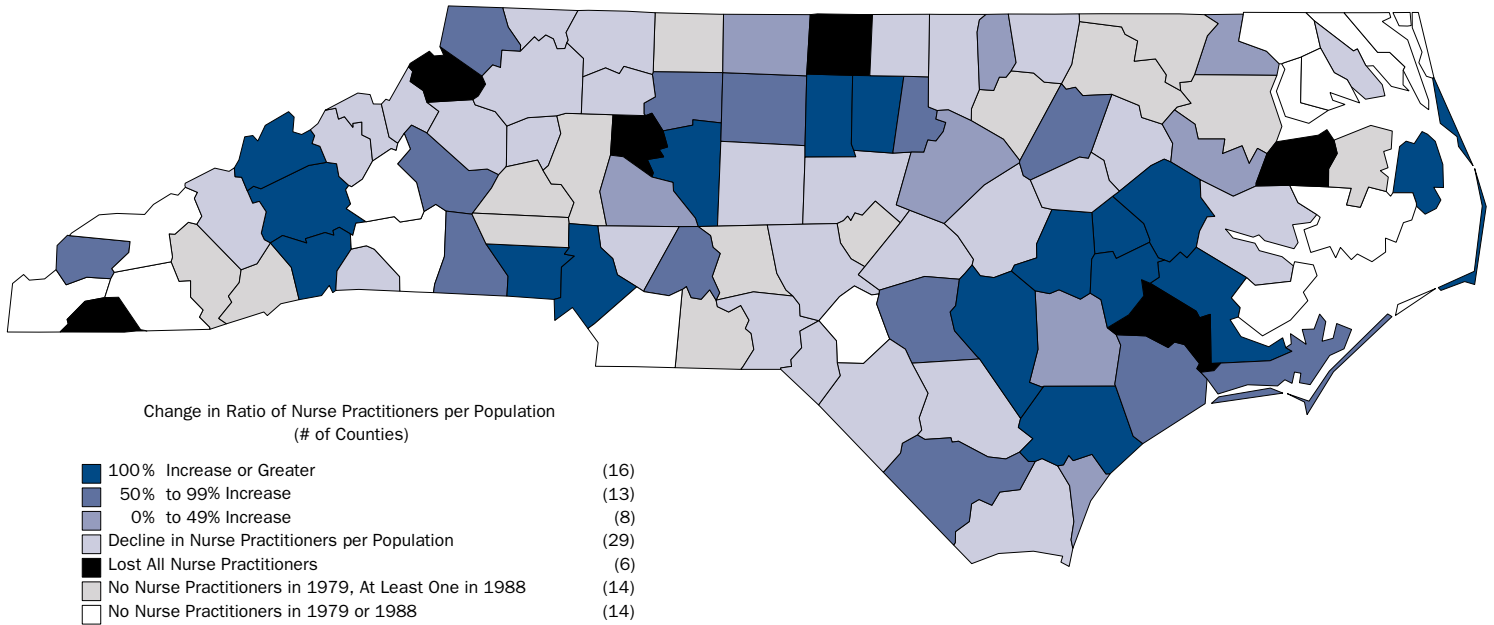 Change in Ratio of Nurse Practitioners per Population
(# of Counties)
100% Increase or Greater (16)
50% to 99% Increase (13)
0% to 49% Increase (8)
Decline in Nurse Practitioners per Population (29)
Lost All Nurse Practitioners (6)
No Nurse Practitioners in 1979, At Least One in 1988 (14)
No Nurse Practitioners in 1979 or 1988 (14)